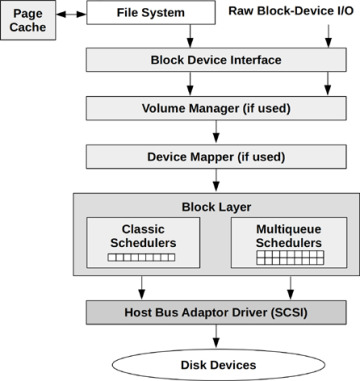 Page
Cache
File System
Raw Block-Device I/O
Block Device Interface
Volume Manager (if used)
Device Mapper (if used)
Block Layer
Classic
Schedulers
Multiqueue
Schedulers
Host Bus Adaptor Driver (SCSI)
Disk Devices